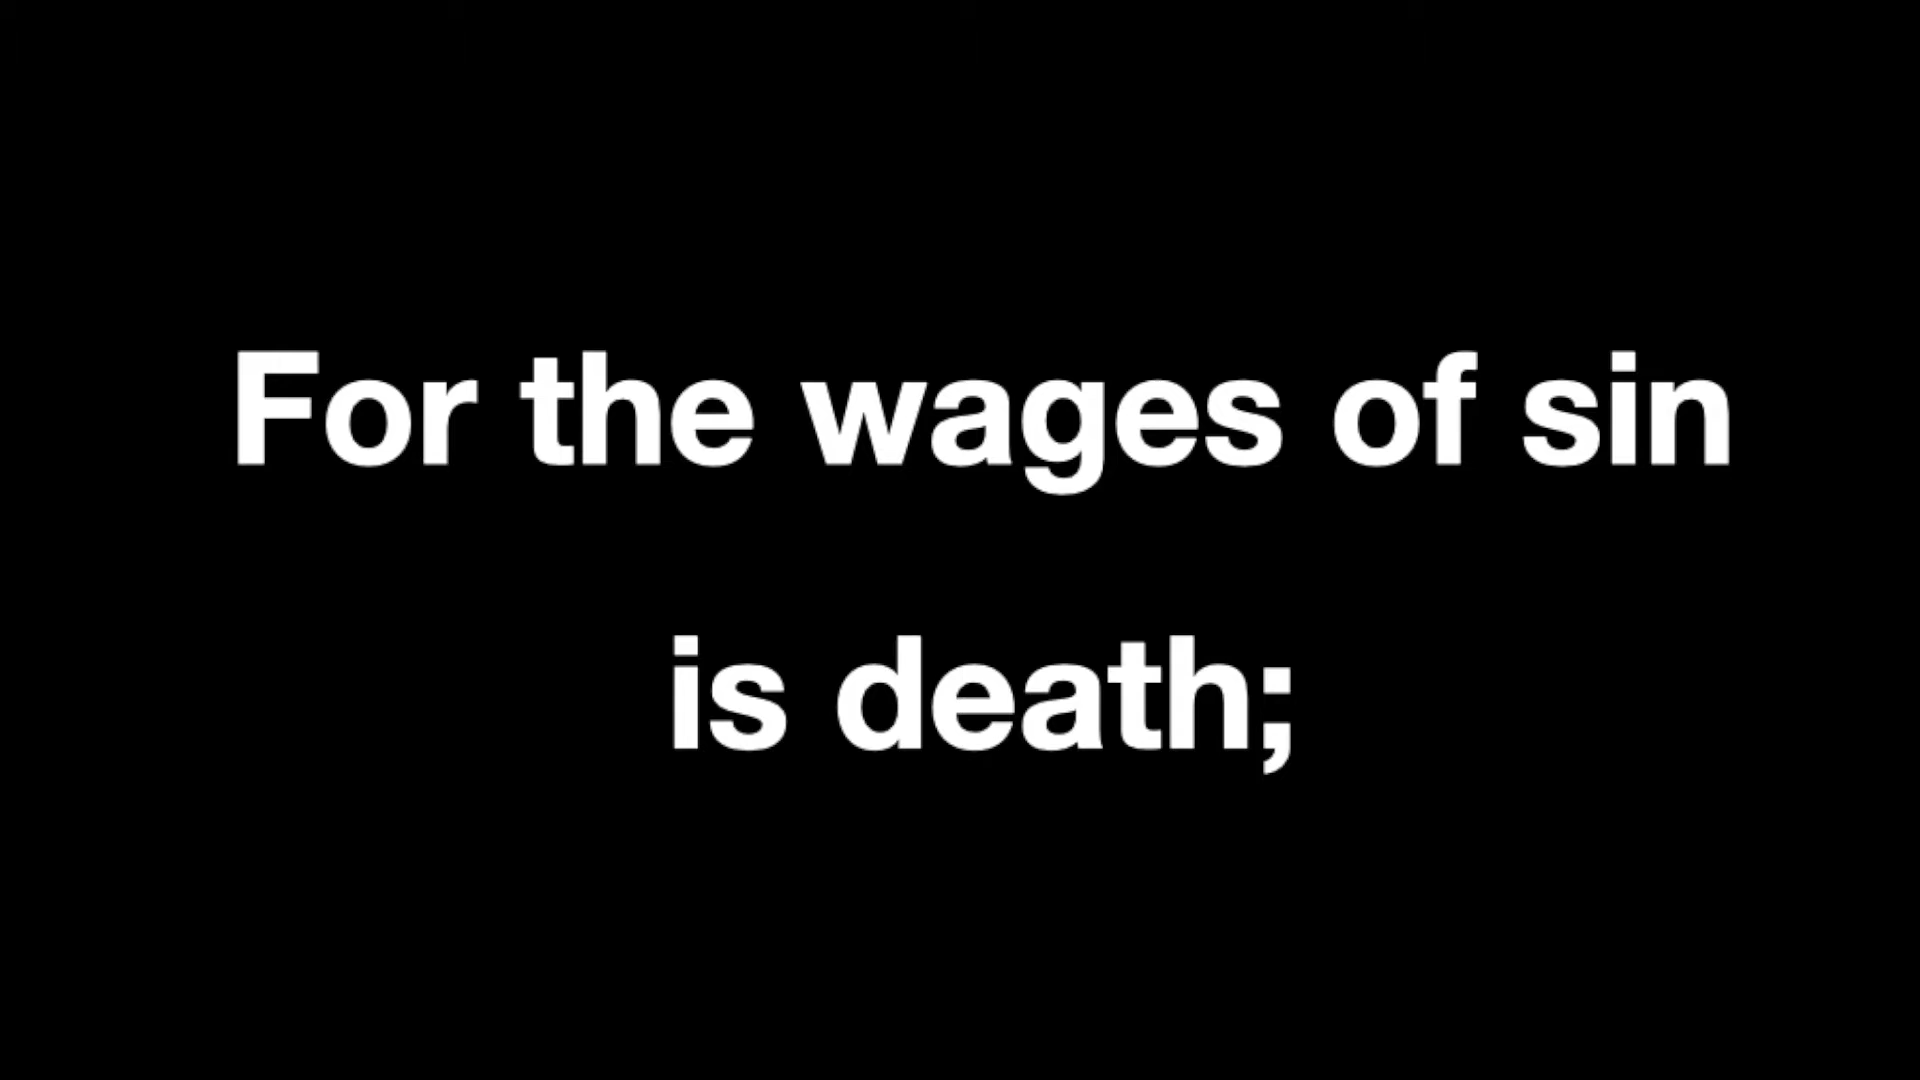 For the wages of sin
is death;